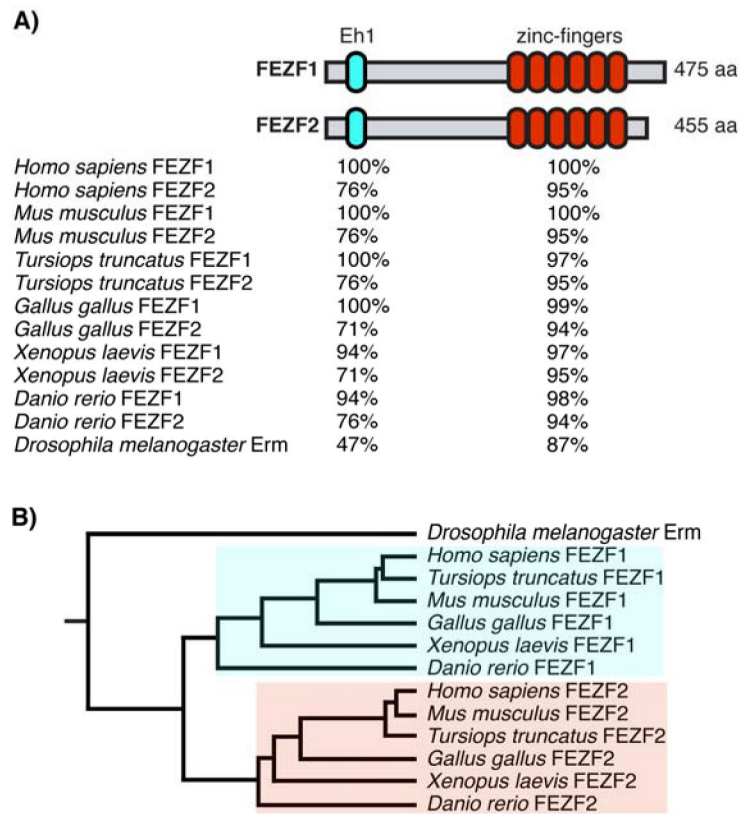 A)
Eh1 zinc-fingers
FEZF1 475 aa
FEZF2 455 aa
Homo sapiens FEZF1 100% 100%
Homo sapiens FEZF2 76% 95%
Mus musculus FEZF1 100% 100%
Mus musculus FEZF2 76% 95%
Tursiops truncatus FEZF1 100% 97%
Tursiops truncatus FEZF2 76% 95%
Gallus gallus FEZF1 100% 99%
Gallus gallus FEZF2 71% 94%
Xenopus laevis FEZF1 94% 97%
Xenopus laevis FEZF2 71% 95%
Danio rerio FEZF1 94% 98%
Danio rerio FEZF2 76% 94%
Drosophila melanogaster Erm 47% 87%
B)
Drosophila melanogaster Erm
Homo sapiens FEZF1
Tursiops truncatus FEZF1
Mus musculus FEZF1
Gallus gallus FEZF1
Xenopus laevis FEZF1
Danio rerio FEZF1
Homo sapiens FEZF2
Mus musculus FEZF2
Tursiops truncatus FEZF2
Gallus gallus FEZF2
Xenopus laevis FEZF2
Danio rerio FEZF2